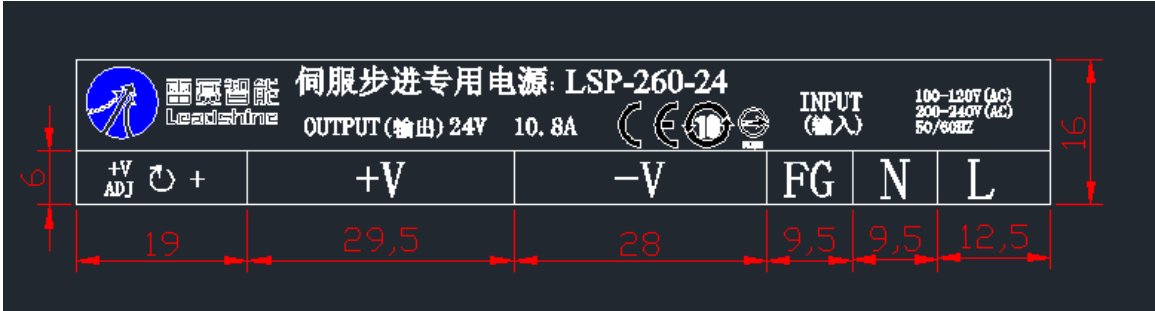 雷赛智能
Leadshine
伺服步进专用电源: LSP-260-24
OUTPUT(输出) 24V 10.8A
CE
10
INPUT
(输入)
100-120V(AC)
200-240V(AC)
50/60HZ
+V
ADJ
+
+V
-V
FG
N
L
6
16
19
29,5
28
9,5
9,5
12,5